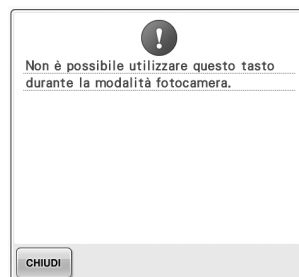 Non è possibile utilizzare questo tasto
durante la modalità fotocamera.
CHIUDI